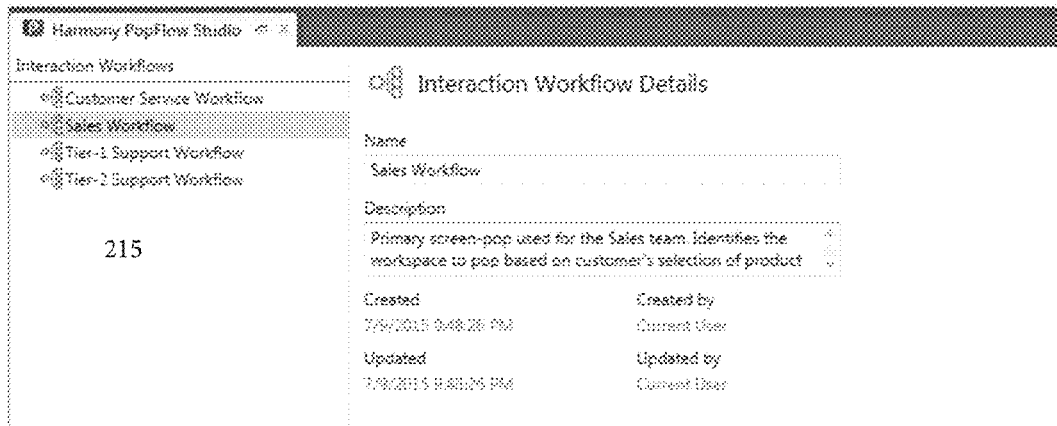 Harmony PopFlow Studio
Interaction Workflows
Customer Service Workflow
Sales Workflow
Tier-1 Support Workflow
Tier-2 Support Workflow
215
Interaction Workflow Details
Name
Sales Workflow
Description
Primary screen-pop used for the Sales team. Identifies the
workspace to pop based on customer's selection of product
Created
Created by
PM
Current User
Updated
Updated by
PM
Current User